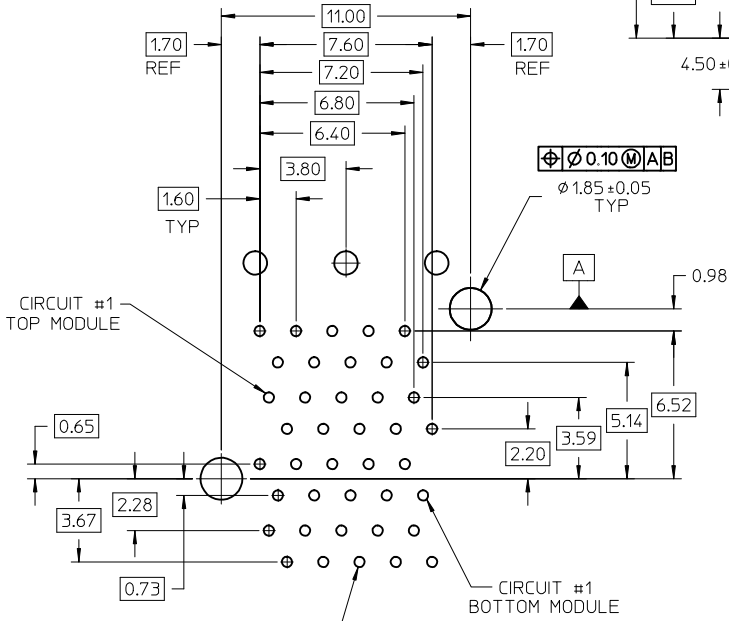 11.00
1.70
REF
7.60
1.70
REF
7.20
4.50 ±
6.80
6.40
⌖ Ø 0.10 Ⓜ A B
3.80
Ø 1.85 ±0.05
TYP
1.60
TYP
A
0.98
CIRCUIT #1
TOP MODULE
0.65
6.52
5.14
3.59
2.20
2.28
3.67
0.73
CIRCUIT #1
BOTTOM MODULE